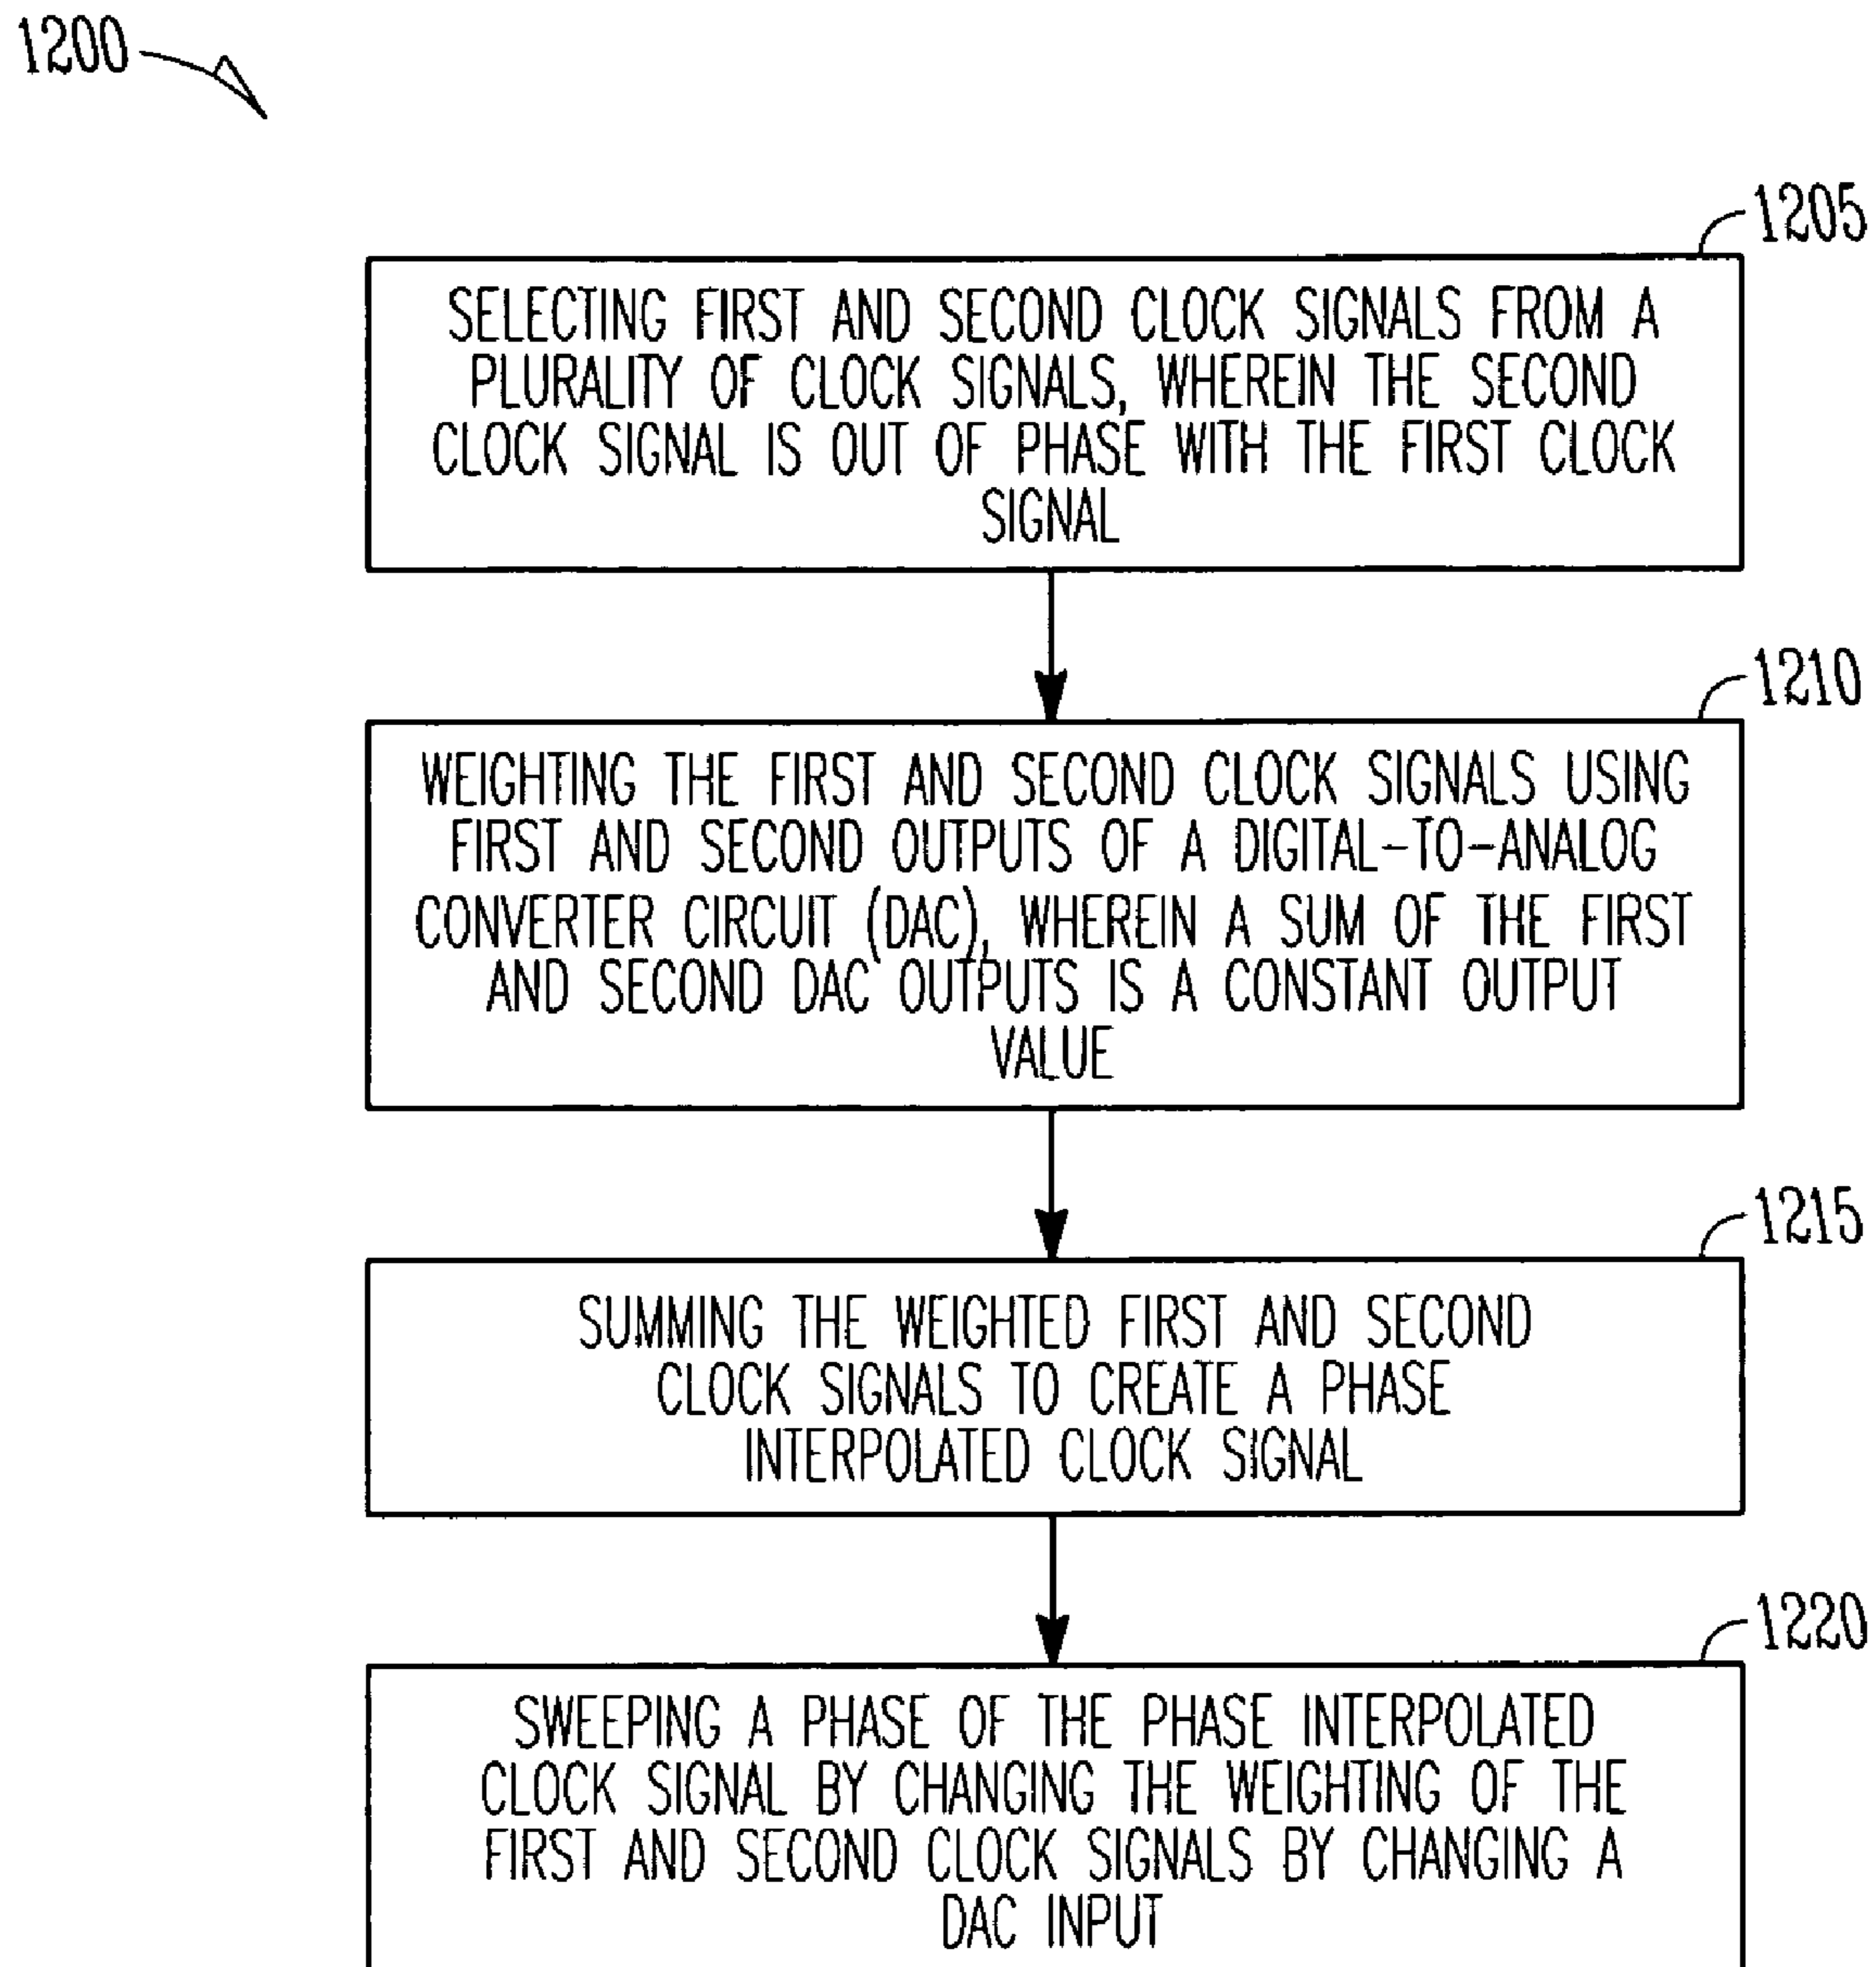 1200
1205
SELECTING FIRST AND SECOND CLOCK SIGNALS FROM A
PLURALITY OF CLOCK SIGNALS, WHEREIN THE SECOND
CLOCK SIGNAL IS OUT OF PHASE WITH THE FIRST CLOCK
SIGNAL
1210
WEIGHTING THE FIRST AND SECOND CLOCK SIGNALS USING
FIRST AND SECOND OUTPUTS OF A DIGITAL-TO-ANALOG
CONVERTER CIRCUIT (DAC), WHEREIN A SUM OF THE FIRST
AND SECOND DAC OUTPUTS IS A CONSTANT OUTPUT
VALUE
1215
SUMMING THE WEIGHTED FIRST AND SECOND
CLOCK SIGNALS TO CREATE A PHASE
INTERPOLATED CLOCK SIGNAL
1220
SWEEPING A PHASE OF THE PHASE INTERPOLATED
CLOCK SIGNAL BY CHANGING THE WEIGHTING OF THE
FIRST AND SECOND CLOCK SIGNALS BY CHANGING A
DAC INPUT